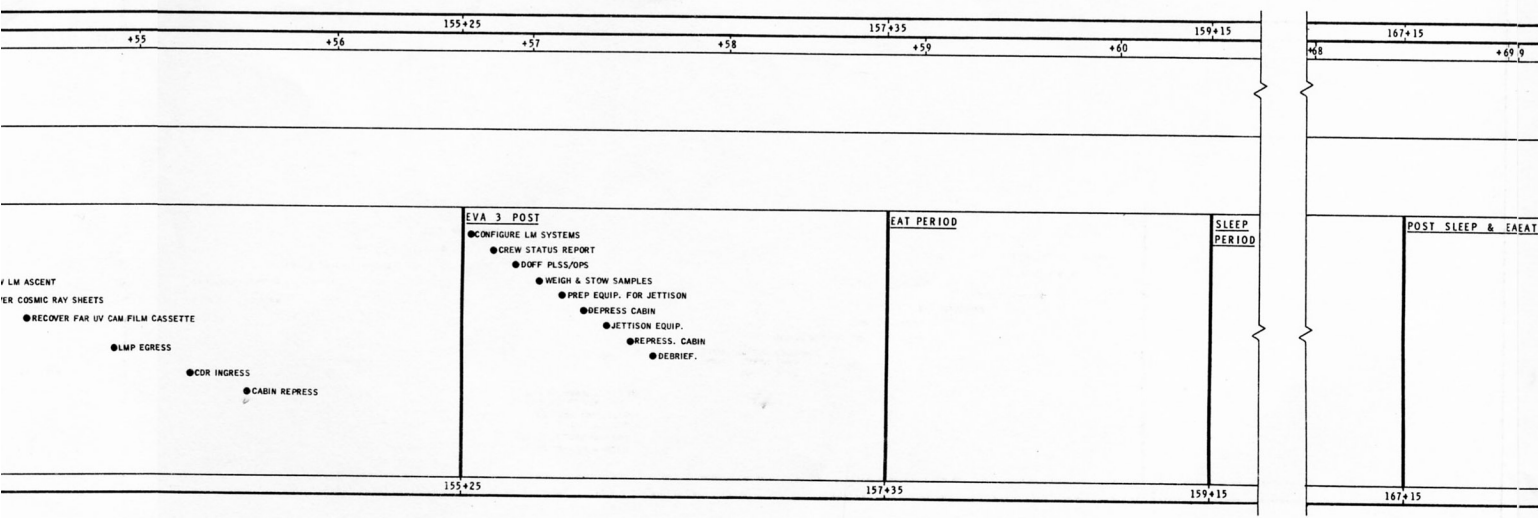 155+25
157+35
159+15
167+15
+55
+56
+57
+58
+59
+60
+68
+69 9
EVA 3 POST
EAT PERIOD
SLEEP
PERIOD
POST SLEEP & EAEAT
●CONFIGURE LM SYSTEMS
●CREW STATUS REPORT
●DOFF PLSS/OPS
●WEIGH & STOW SAMPLES
●PREP EQUIP. FOR JETTISON
●DEPRESS CABIN
●JETTISON EQUIP.
●REPRESS. CABIN
●DEBRIEF.
LM ASCENT
ER COSMIC RAY SHEETS
●RECOVER FAR UV CAM FILM CASSETTE
●LMP EGRESS
●CDR INGRESS
●CABIN REPRESS
155+25
157+35
159+15
167+15